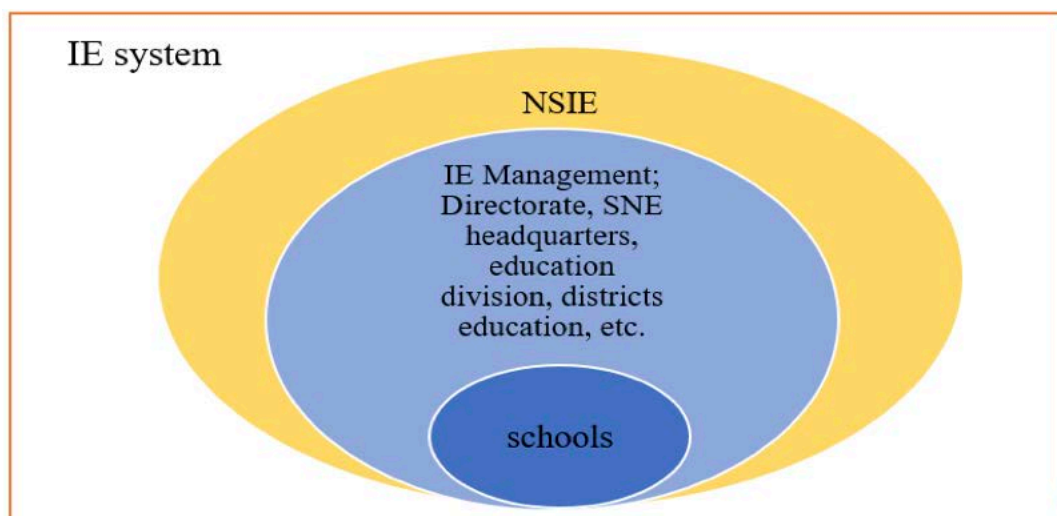 IE system
NSIE
IE Management;
Directorate, SNE
headquarters,
education
division, districts
education, etc.
schools